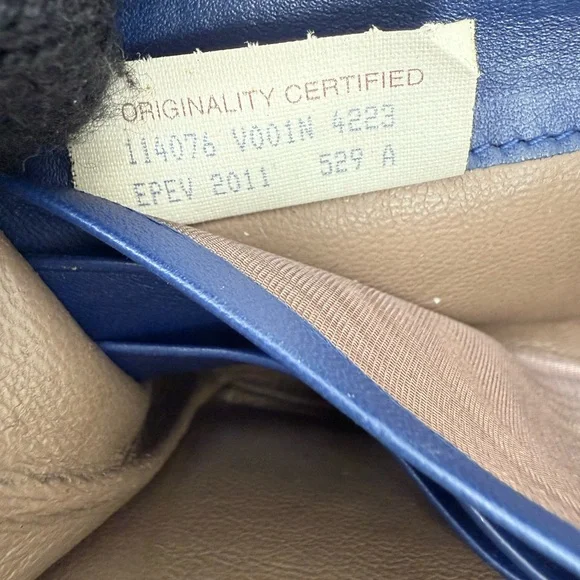 ORIGINALITY CERTIFIED
114076 V001N 4223
EPEV 2011 529 A